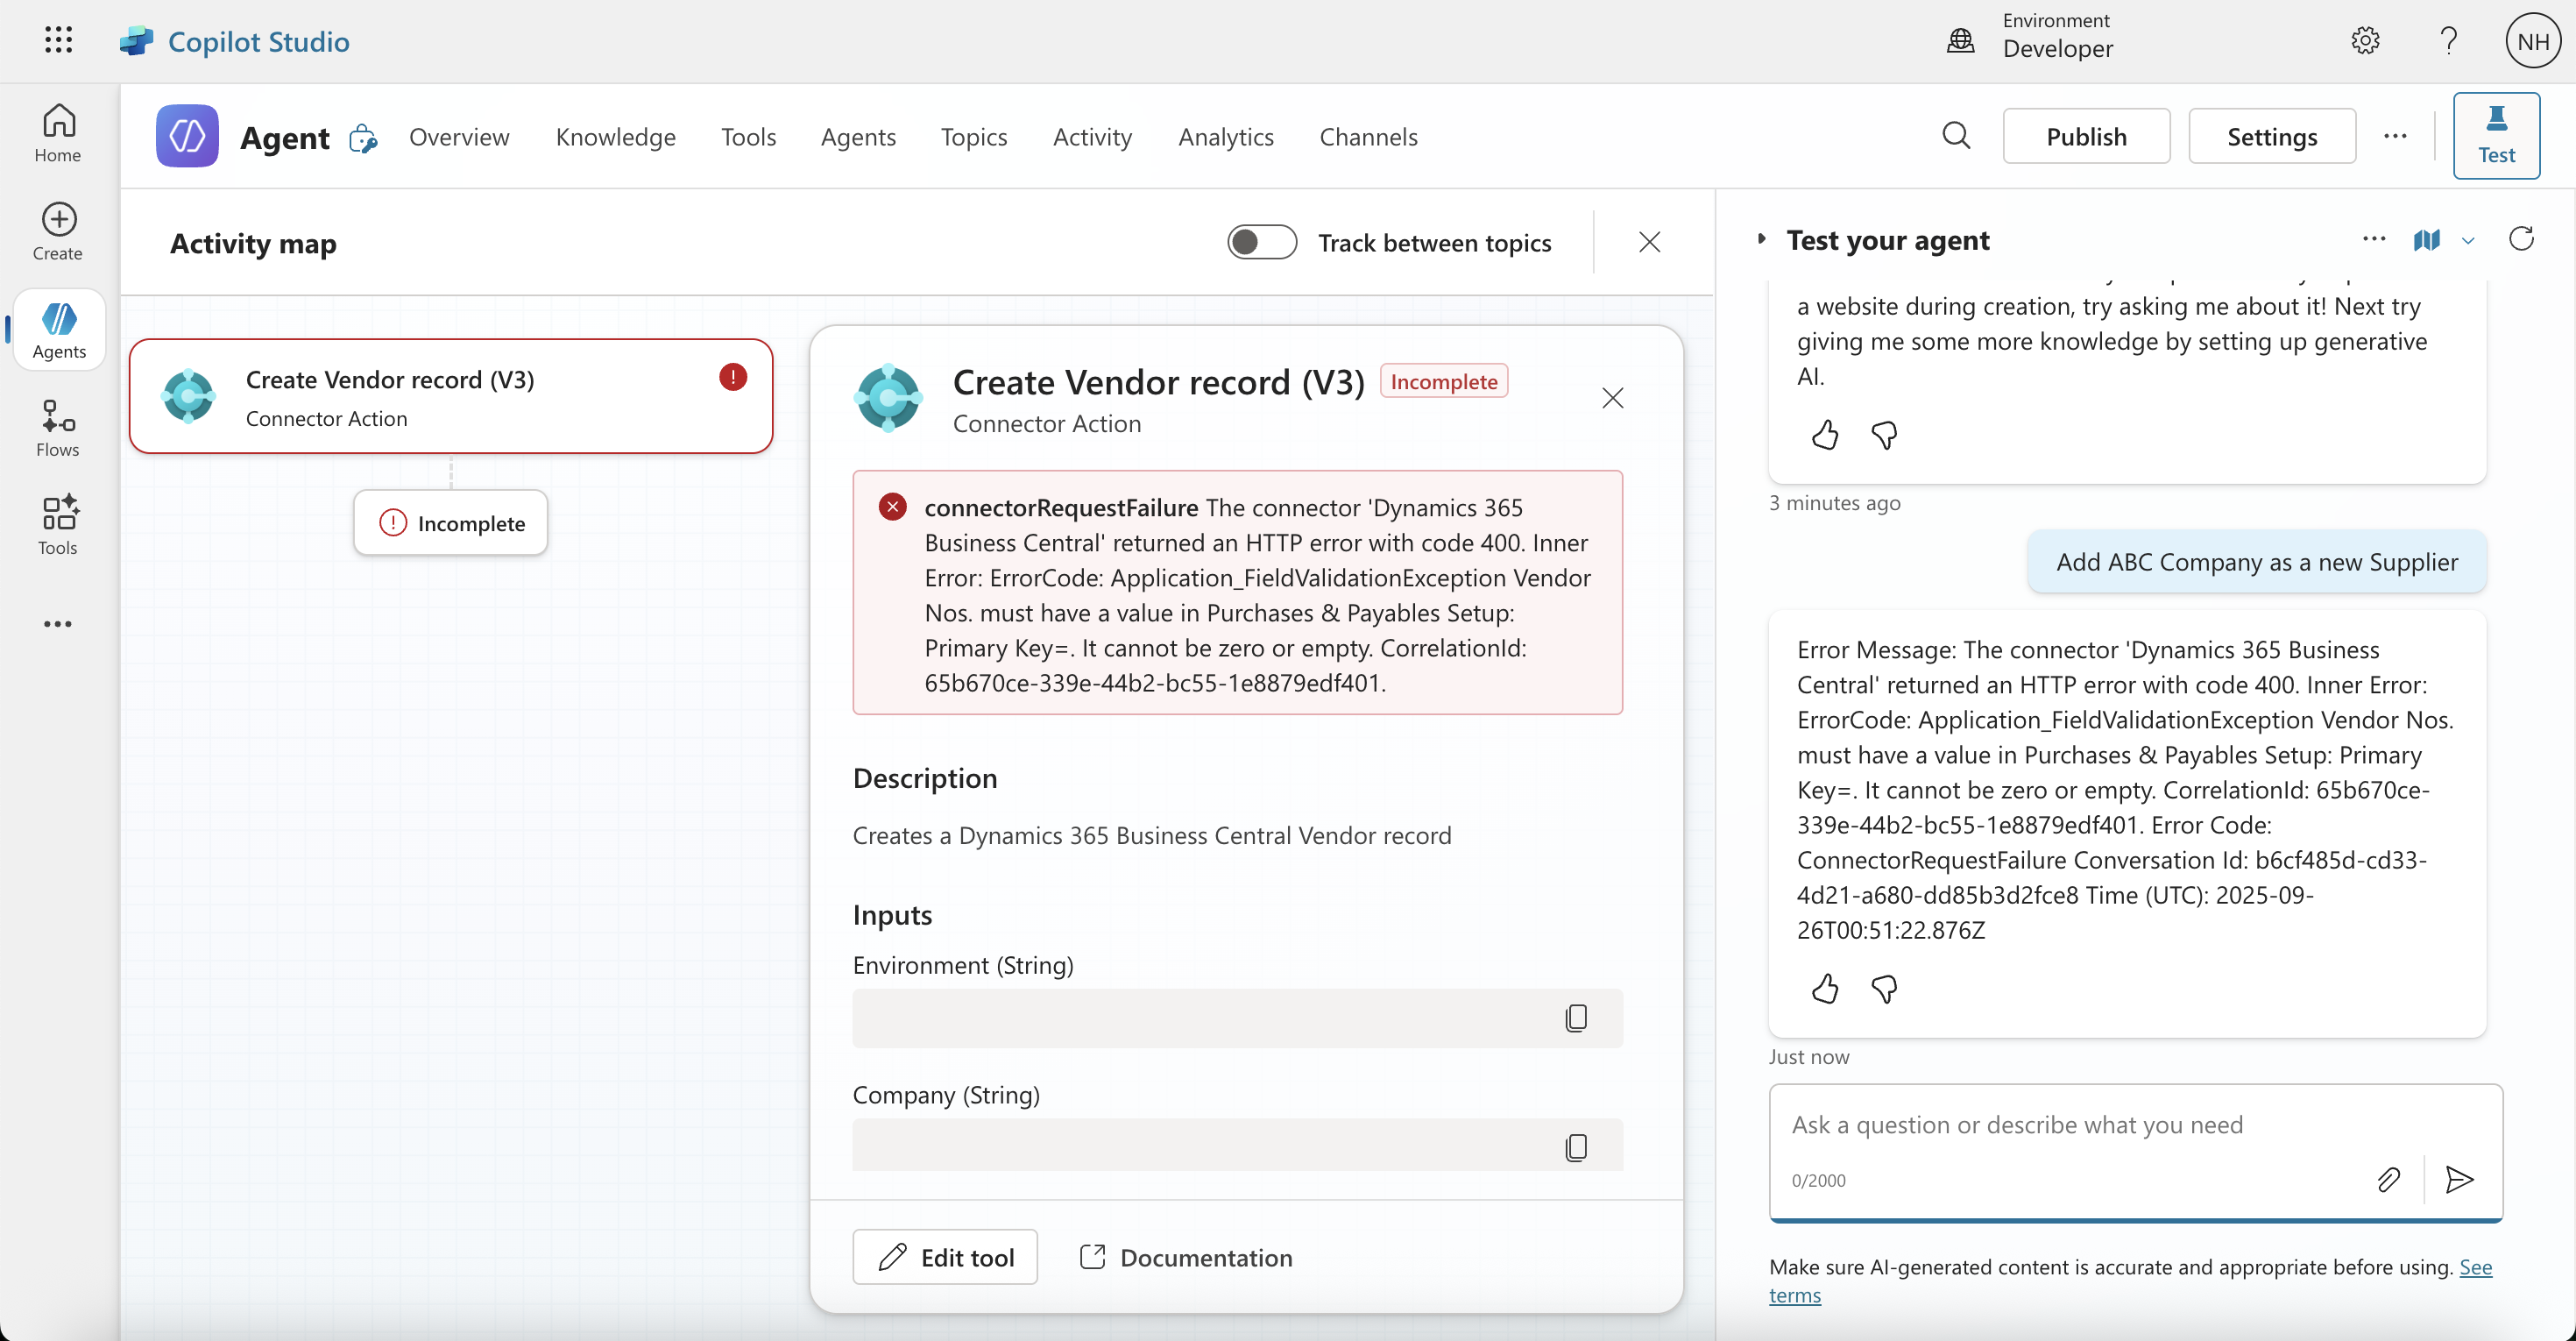 Copilot Studio
Environment
Developer
NH
Home
Create
Agents
Flows
Tools
Agent
Overview
Knowledge
Tools
Agents
Topics
Activity
Analytics
Channels
Publish
Settings
Test
Activity map
Track between topics
Create Vendor record (V3)
Connector Action
Incomplete
Create Vendor record (V3)
Incomplete
Connector Action
connectorRequestFailure The connector 'Dynamics 365
Business Central' returned an HTTP error with code 400. Inner
Error: ErrorCode: Application_FieldValidationException Vendor
Nos. must have a value in Purchases & Payables Setup:
Primary Key=. It cannot be zero or empty. CorrelationId:
65b670ce-339e-44b2-bc55-1e8879edf401.
Description
Creates a Dynamics 365 Business Central Vendor record
Inputs
Environment (String)
Company (String)
Edit tool
Documentation
Test your agent
a website during creation, try asking me about it! Next try
giving me some more knowledge by setting up generative
AI.
3 minutes ago
Add ABC Company as a new Supplier
Error Message: The connector 'Dynamics 365 Business
Central' returned an HTTP error with code 400. Inner Error:
ErrorCode: Application_FieldValidationException Vendor Nos.
must have a value in Purchases & Payables Setup: Primary
Key=. It cannot be zero or empty. CorrelationId: 65b670ce-
339e-44b2-bc55-1e8879edf401. Error Code:
ConnectorRequestFailure Conversation Id: b6cf485d-cd33-
4d21-a680-dd85b3d2fce8 Time (UTC): 2025-09-
26T00:51:22.876Z
Just now
Ask a question or describe what you need
0/2000
Make sure AI-generated content is accurate and appropriate before using. See
terms